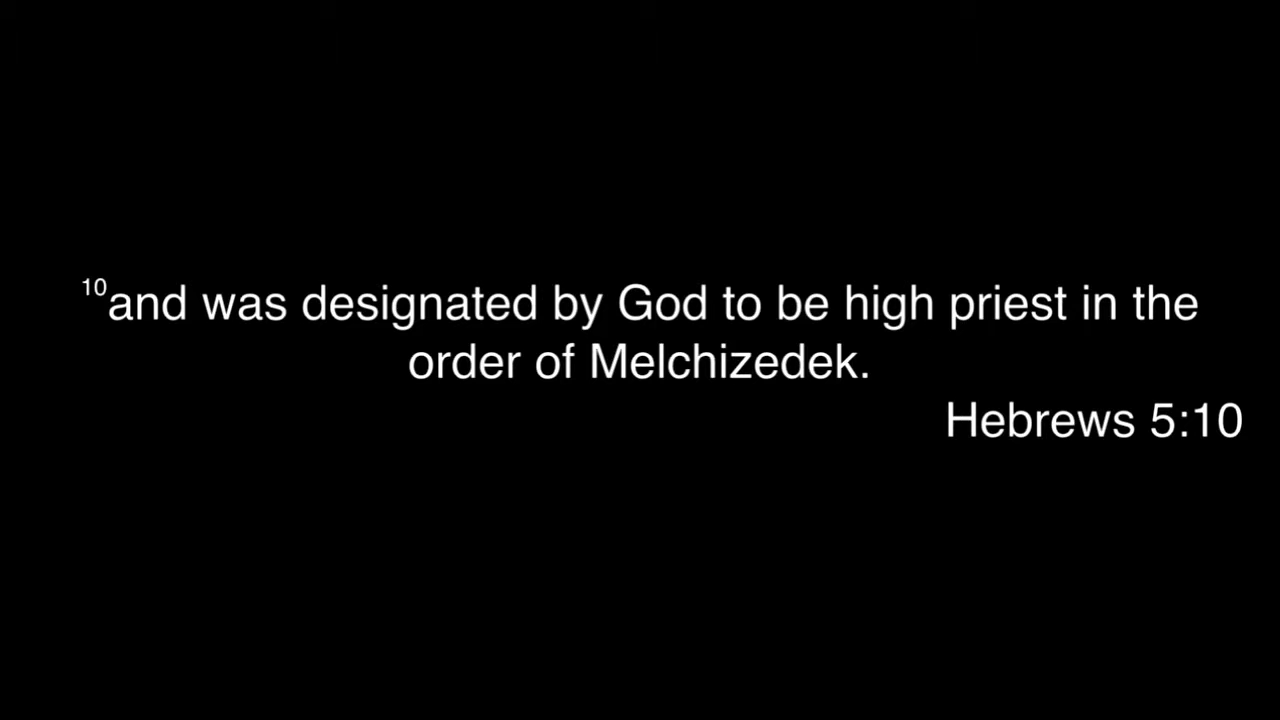 ¹⁰and was designated by God to be high priest in the
order of Melchizedek.
Hebrews 5:10